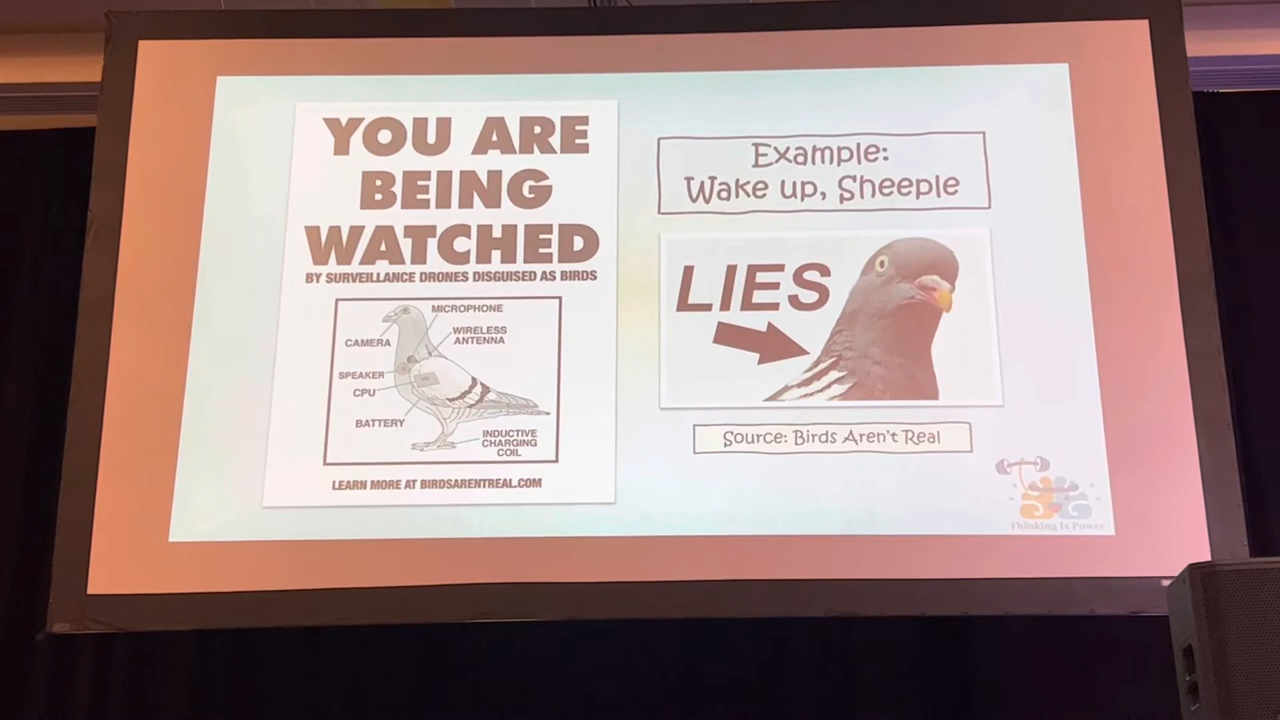 YOU ARE
BEING
WATCHED
BY SURVEILLANCE DRONES DISGUISED AS BIRDS
MICROPHONE
WIRELESS
ANTENNA
CAMERA
SPEAKER
CPU
BATTERY
INDUCTIVE
CHARGING
COIL
LEARN MORE AT BIRDSARENTREAL.COM
Example:
Wake up, Sheeple
LIES
Source: Birds Aren't Real
Thinking Is Power